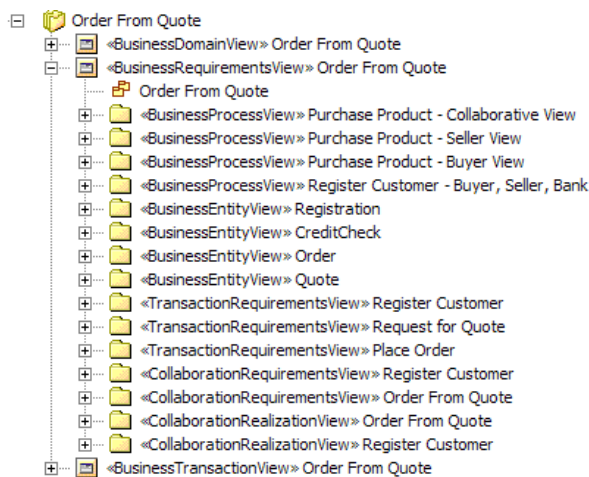 Order From Quote
«BusinessDomainView» Order From Quote
«BusinessRequirementsView» Order From Quote
Order From Quote
«BusinessProcessView» Purchase Product - Collaborative View
«BusinessProcessView» Purchase Product - Seller View
«BusinessProcessView» Purchase Product - Buyer View
«BusinessProcessView» Register Customer - Buyer, Seller, Bank
«BusinessEntityView» Registration
«BusinessEntityView» CreditCheck
«BusinessEntityView» Order
«BusinessEntityView» Quote
«TransactionRequirementsView» Register Customer
«TransactionRequirementsView» Request for Quote
«TransactionRequirementsView» Place Order
«CollaborationRequirementsView» Register Customer
«CollaborationRequirementsView» Order From Quote
«CollaborationRealizationView» Order From Quote
«CollaborationRealizationView» Register Customer
«BusinessTransactionView» Order From Quote